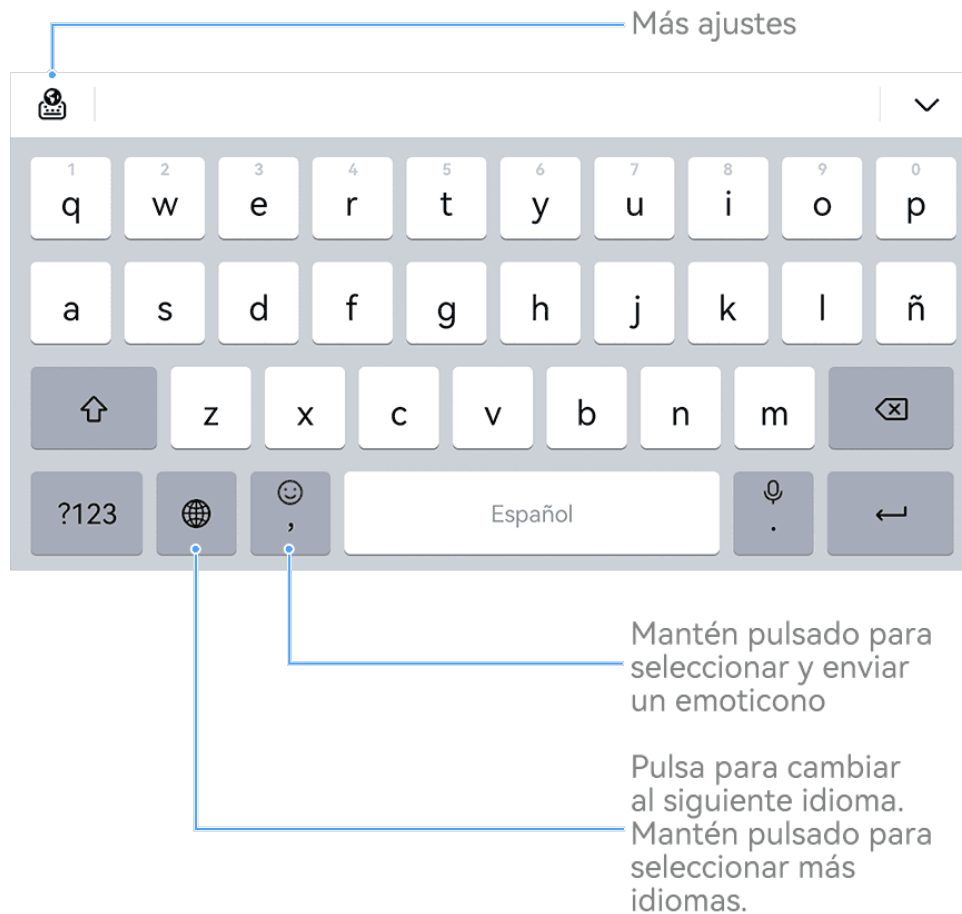 Más ajustes
1 2 3 4 5 6 7 8 9 0
q w e r t y u i o p
a s d f g h j k l ñ
z x c v b n m
?123 , Español .
Mantén pulsado para
seleccionar y enviar
un emoticono
Pulsa para cambiar
al siguiente idioma.
Mantén pulsado para
seleccionar más
idiomas.